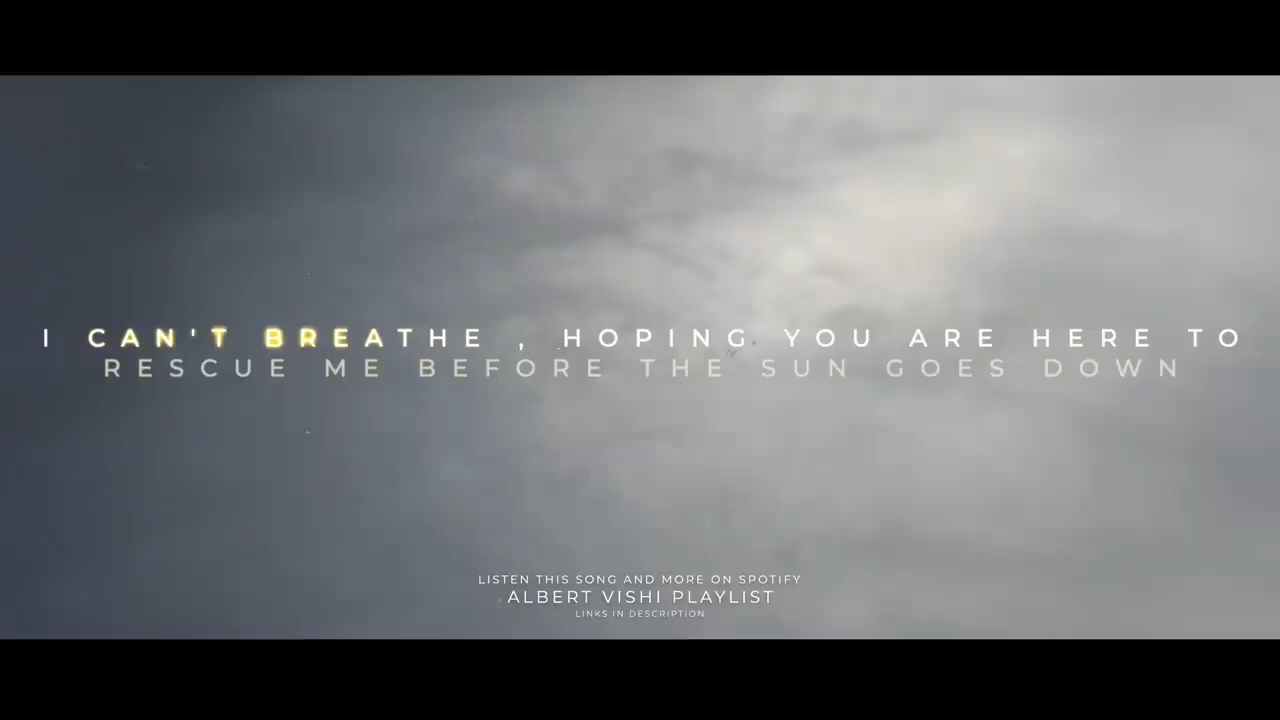 I CAN'T BREATHE , HOPING YOU ARE HERE TO
RESCUE ME BEFORE THE SUN GOES DOWN
LISTEN THIS SONG AND MORE ON SPOTIFY
ALBERT VISHI PLAYLIST
LINKS IN DESCRIPTION